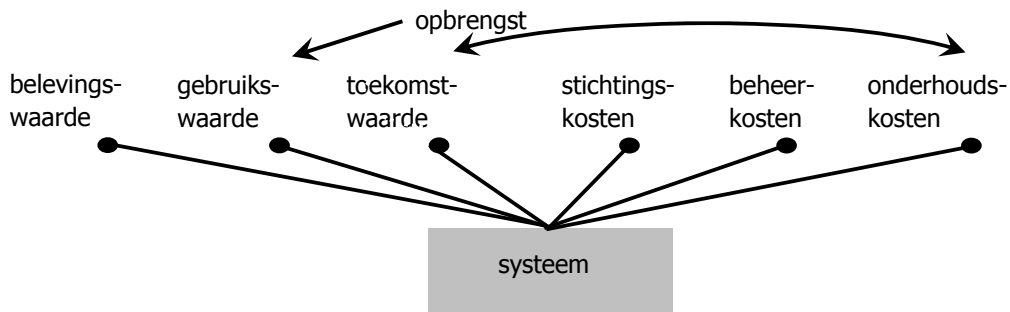 opbrengst
belevings-
waarde
gebruiks-
waarde
toekomst-
waarde
stichtings-
kosten
beheer-
kosten
onderhouds-
kosten
systeem